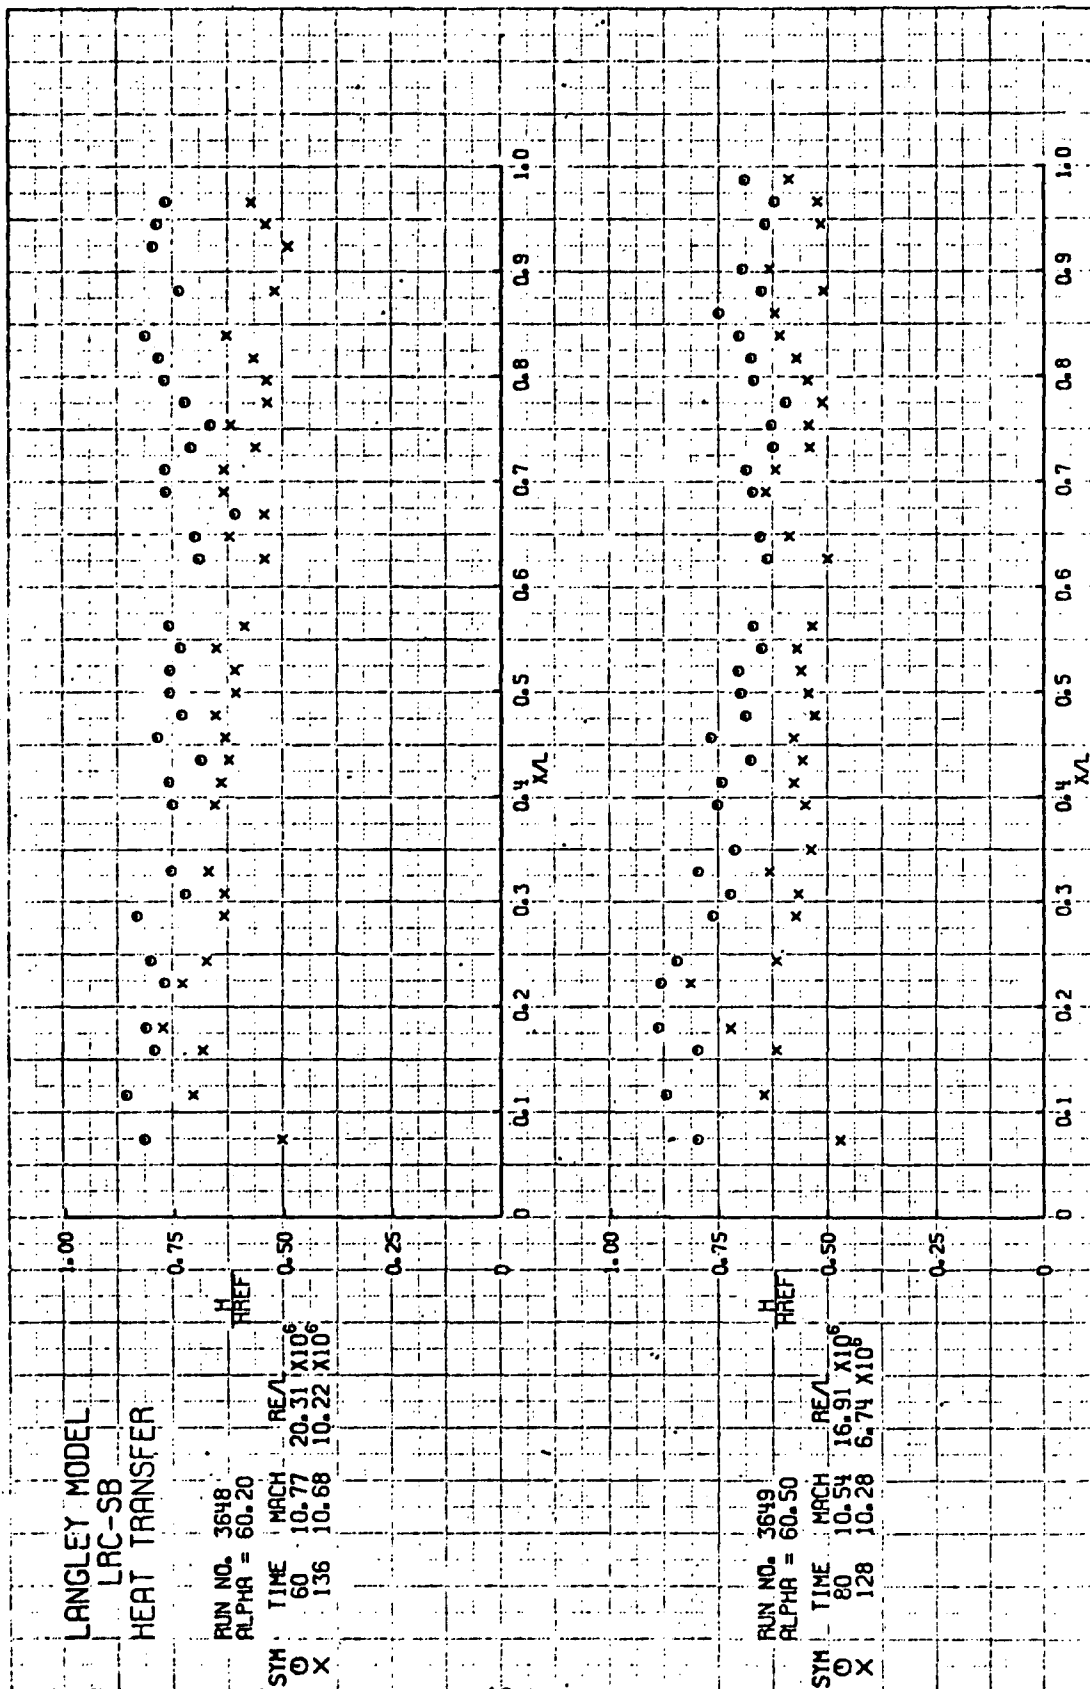 LANGLEY MODEL
LRC-SB
HEAT TRANSFER
RUN NO. 3648
ALPHA = 60.20
SYM TIME MACH RE/L
⊙ 60 10.77 20.31 X10⁶
X 136 10.68 10.22 X10⁶
H
HREF
1.00
0.75
0.50
0.25
0
0 0.1 0.2 0.3 0.4 0.5 0.6 0.7 0.8 0.9 1.0
X/L
RUN NO. 3649
ALPHA = 60.50
SYM TIME MACH RE/L
⊙ 80 10.54 16.91 X10⁶
X 128 10.28 6.74 X10⁶
H
HREF
1.00
0.75
0.50
0.25
0
0 0.1 0.2 0.3 0.4 0.5 0.6 0.7 0.8 0.9 1.0
X/L